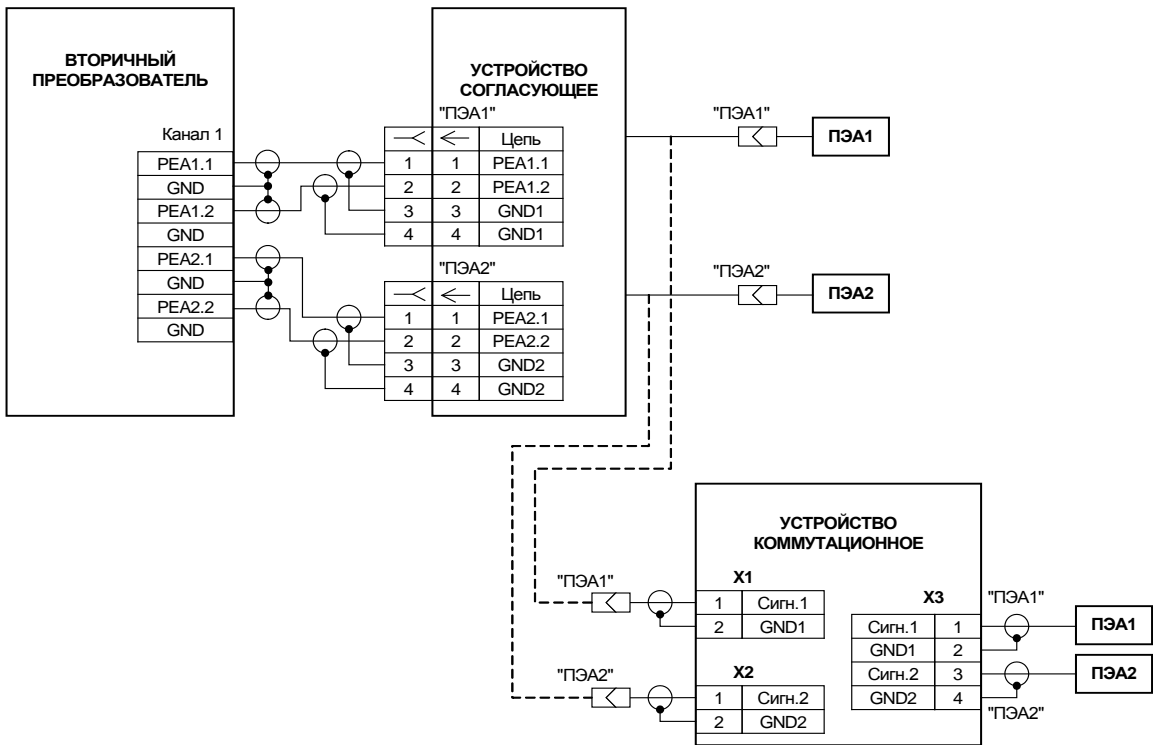 ВТОРИЧНЫЙ
ПРЕОБРАЗОВАТЕЛЬ
Канал 1
PEA1.1
GND
PEA1.2
GND
PEA2.1
GND
PEA2.2
GND
УСТРОЙСТВО
СОГЛАСУЮЩЕЕ
"ПЭА1"
Цепь
1 1 PEA1.1
2 2 PEA1.2
3 3 GND1
4 4 GND1
"ПЭА2"
Цепь
1 1 PEA2.1
2 2 PEA2.2
3 3 GND2
4 4 GND2
"ПЭА1"
ПЭА1
"ПЭА2"
ПЭА2
УСТРОЙСТВО
КОММУТАЦИОННОЕ
"ПЭА1"
X1
1 Сигн.1
2 GND1
"ПЭА2"
X2
1 Сигн.2
2 GND2
X3
Сигн.1 1
GND1 2
Сигн.2 3
GND2 4
"ПЭА1"
ПЭА1
ПЭА2
"ПЭА2"